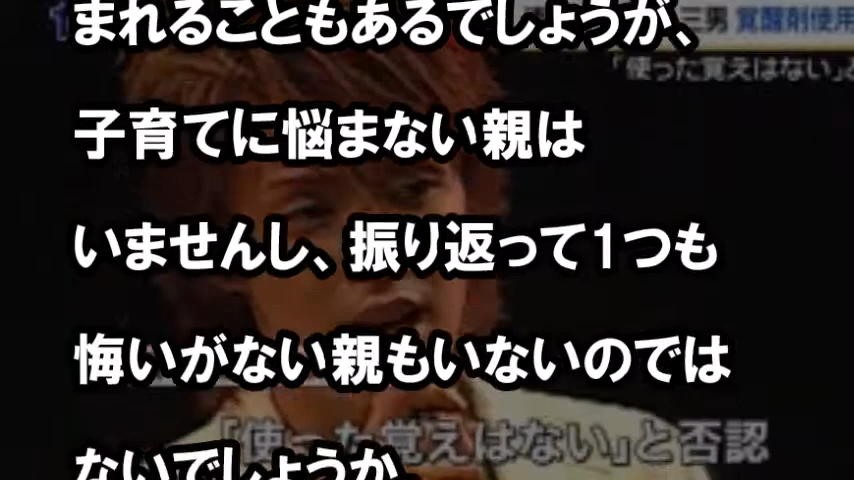 まれることもあるでしょうが、
三男 覚醒剤使用
「使った覚えはない」と
子育てに悩まない親は
いませんし、振り返って１つも
悔いがない親もいないのでは
「使った覚えはない」と否認
ないでしょうか